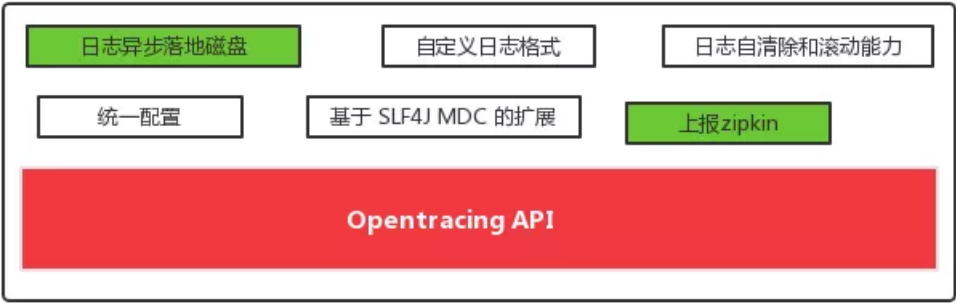 日志异步落地磁盘
自定义日志格式
日志自清除和滚动能力
统一配置
基于 SLF4J MDC 的扩展
上报zipkin
Opentracing API